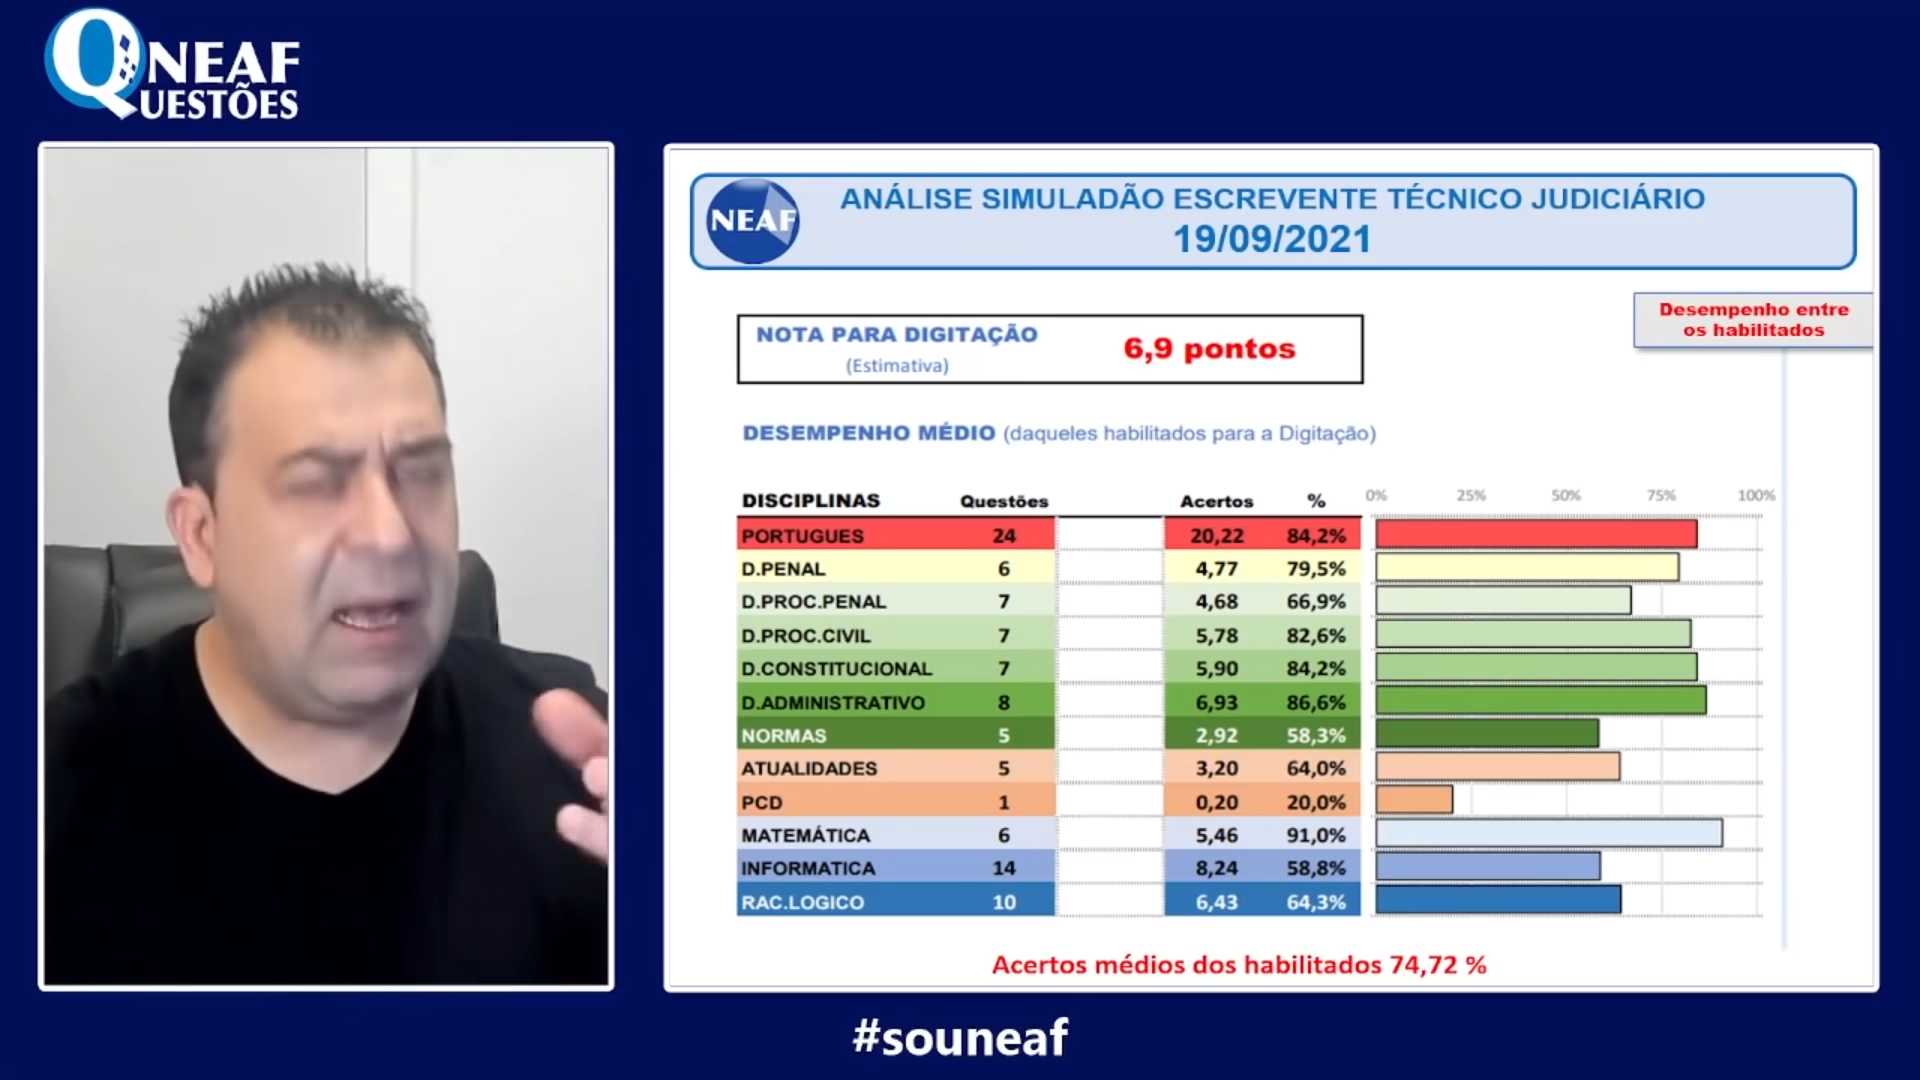 QNEAF
QUESTÕES
NEAF
ANÁLISE SIMULADÃO ESCREVENTE TÉCNICO JUDICIÁRIO
19/09/2021
Desempenho entre
os habilitados
NOTA PARA DIGITAÇÃO
(Estimativa)
6,9 pontos
DESEMPENHO MÉDIO (daqueles habilitados para a Digitação)
DISCIPLINAS Questões Acertos % 0% 25% 50% 75% 100%
PORTUGUES 24 20,22 84,2%
D.PENAL 6 4,77 79,5%
D.PROC.PENAL 7 4,68 66,9%
D.PROC.CIVIL 7 5,78 82,6%
D.CONSTITUCIONAL 7 5,90 84,2%
D.ADMINISTRATIVO 8 6,93 86,6%
NORMAS 5 2,92 58,3%
ATUALIDADES 5 3,20 64,0%
PCD 1 0,20 20,0%
MATEMÁTICA 6 5,46 91,0%
INFORMATICA 14 8,24 58,8%
RAC.LOGICO 10 6,43 64,3%
Acertos médios dos habilitados 74,72 %
#souneaf